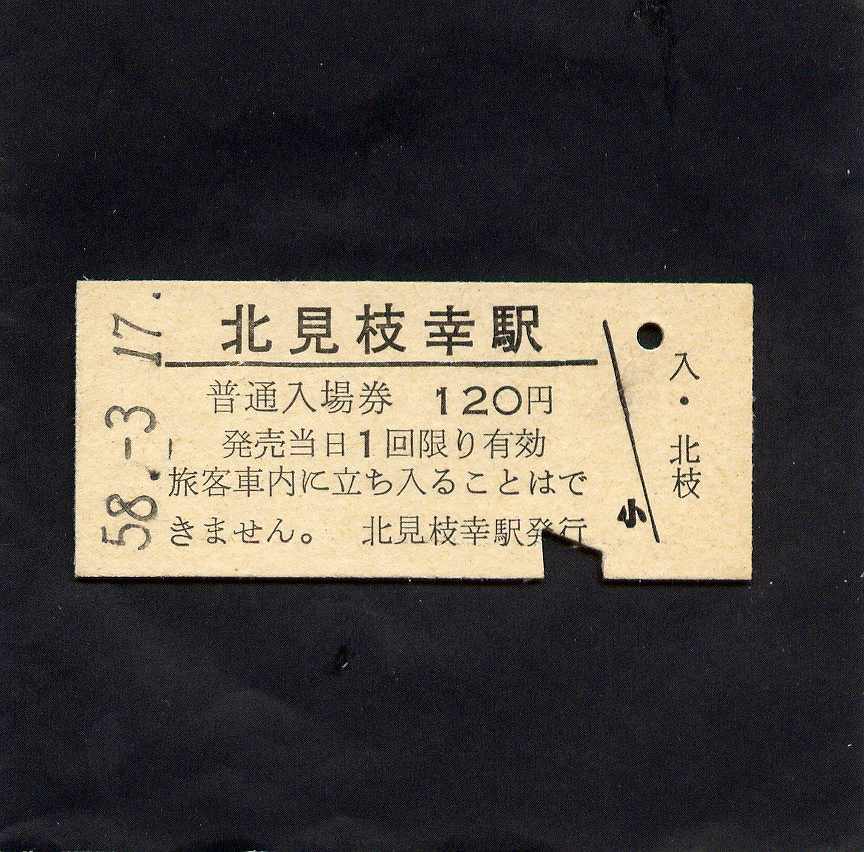 58.-3.17.
北見枝幸駅
普通入場券 120円
発売当日1回限り有効
旅客車内に立ち入ることはで
きません。 北見枝幸駅発行
小
入・北枝